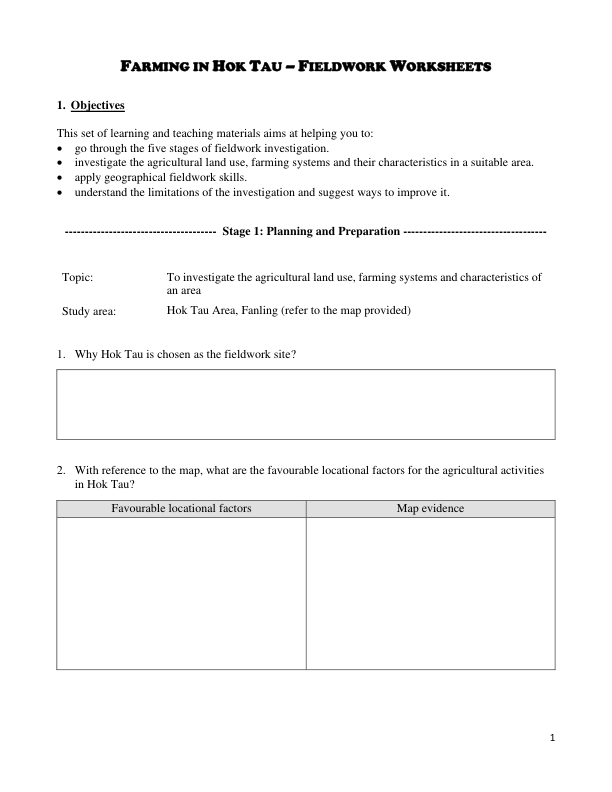 FARMING IN HOK TAU – FIELDWORK WORKSHEETS
1. Objectives
This set of learning and teaching materials aims at helping you to:
• go through the five stages of fieldwork investigation.
• investigate the agricultural land use, farming systems and their characteristics in a suitable area.
• apply geographical fieldwork skills.
• understand the limitations of the investigation and suggest ways to improve it.
-------------------------------------- Stage 1: Planning and Preparation ------------------------------------
Topic: To investigate the agricultural land use, farming systems and characteristics of
an area
Study area: Hok Tau Area, Fanling (refer to the map provided)
1. Why Hok Tau is chosen as the fieldwork site?
2. With reference to the map, what are the favourable locational factors for the agricultural activities
in Hok Tau?
Favourable locational factors Map evidence
1